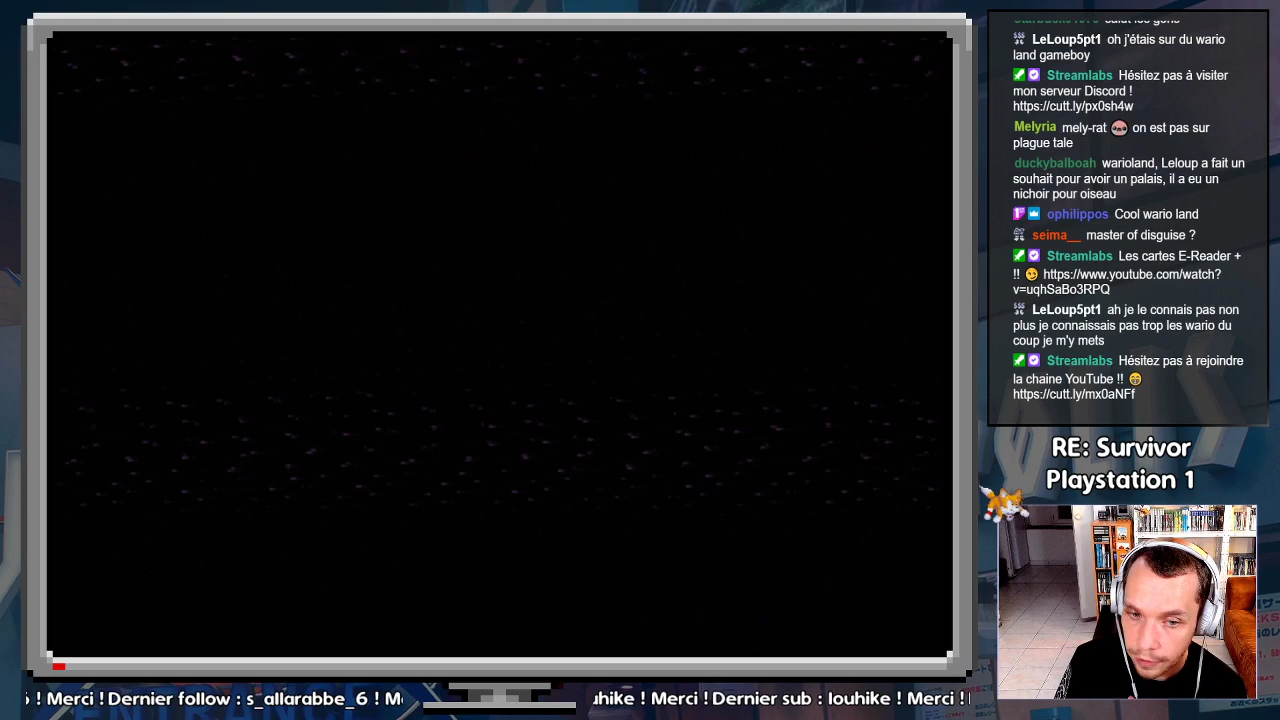 LeLoup5pt1 oh j'étais sur du wario
land gameboy
Streamlabs Hésitez pas à visiter
mon serveur Discord !
https://cutt.ly/px0sh4w
Melyria mely-rat on est pas sur
plague tale
duckybalboah warioland, Leloup a fait un
souhait pour avoir un palais, il a eu un
nichoir pour oiseau
ophilippos Cool wario land
seima__ master of disguise ?
Streamlabs Les cartes E-Reader +
!! https://www.youtube.com/watch?
v=uqhSaBo3RPQ
LeLoup5pt1 ah je le connais pas non
plus je connaissais pas trop les wario du
coup je m'y mets
Streamlabs Hésitez pas à rejoindre
la chaine YouTube !!
https://cutt.ly/mx0aNFf
RE: Survivor
Playstation 1
! Merci ! Dernier follow : s_allarabbe_6 ! M
uhike ! Merci ! Dernier sub : louhike ! Merci !